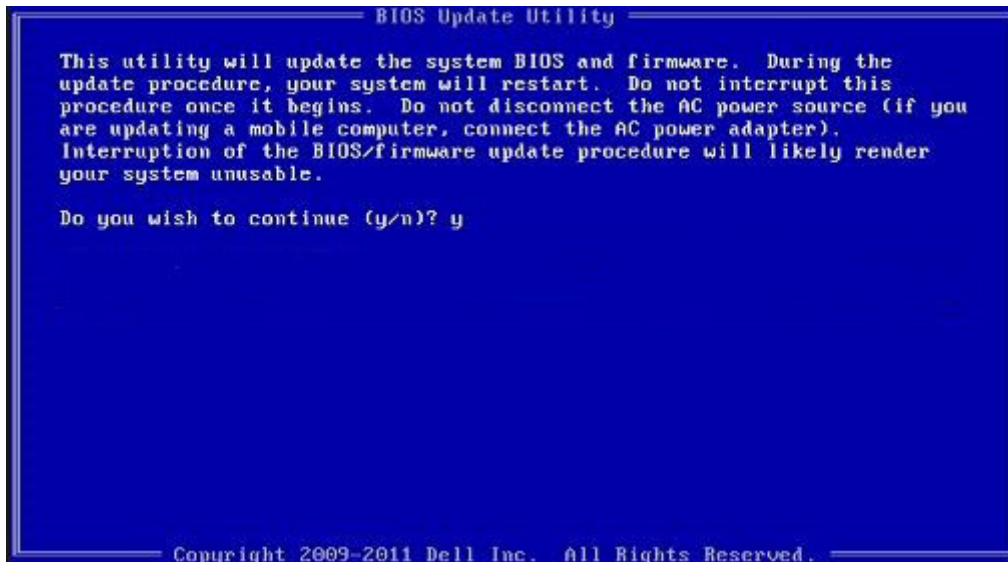 BIOS Update Utility
This utility will update the system BIOS and firmware. During the
update procedure, your system will restart. Do not interrupt this
procedure once it begins. Do not disconnect the AC power source (if you
are updating a mobile computer, connect the AC power adapter).
Interruption of the BIOS/firmware update procedure will likely render
your system unusable.
Do you wish to continue (y/n)? y
Copyright 2009-2011 Dell Inc. All Rights Reserved.